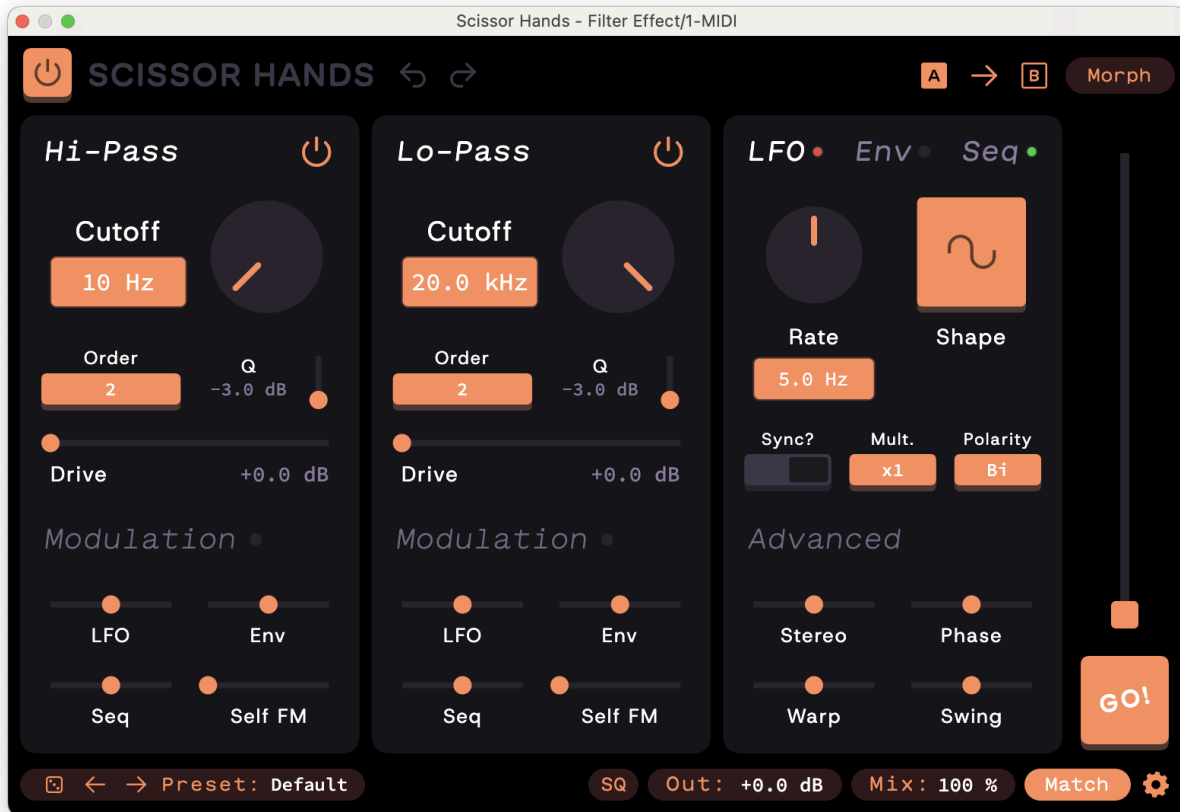 Scissor Hands - Filter Effect/1-MIDI
SCISSOR HANDS
A
B
Morph
Hi-Pass
Cutoff
10 Hz
Order
2
Q
-3.0 dB
Drive
+0.0 dB
Modulation
LFO
Env
Seq
Self FM
Lo-Pass
Cutoff
20.0 kHz
Order
2
Q
-3.0 dB
Drive
+0.0 dB
Modulation
LFO
Env
Seq
Self FM
LFO
Env
Seq
Rate
5.0 Hz
Shape
Sync?
Mult.
x1
Polarity
Bi
Advanced
Stereo
Phase
Warp
Swing
GO!
Preset: Default
SQ
Out: +0.0 dB
Mix: 100 %
Match